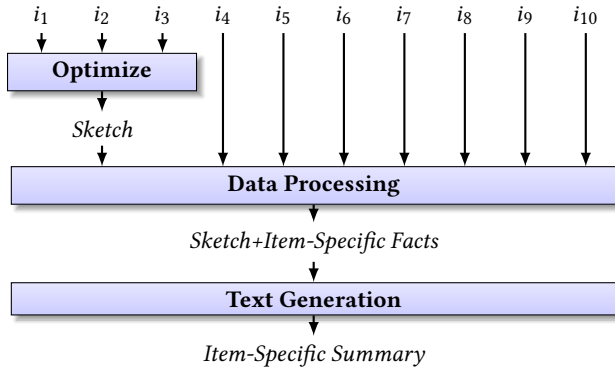 i1 i2 i3 i4 i5 i6 i7 i8 i9 i10
Optimize
Sketch
Data Processing
Sketch+Item-Specific Facts
Text Generation
Item-Specific Summary